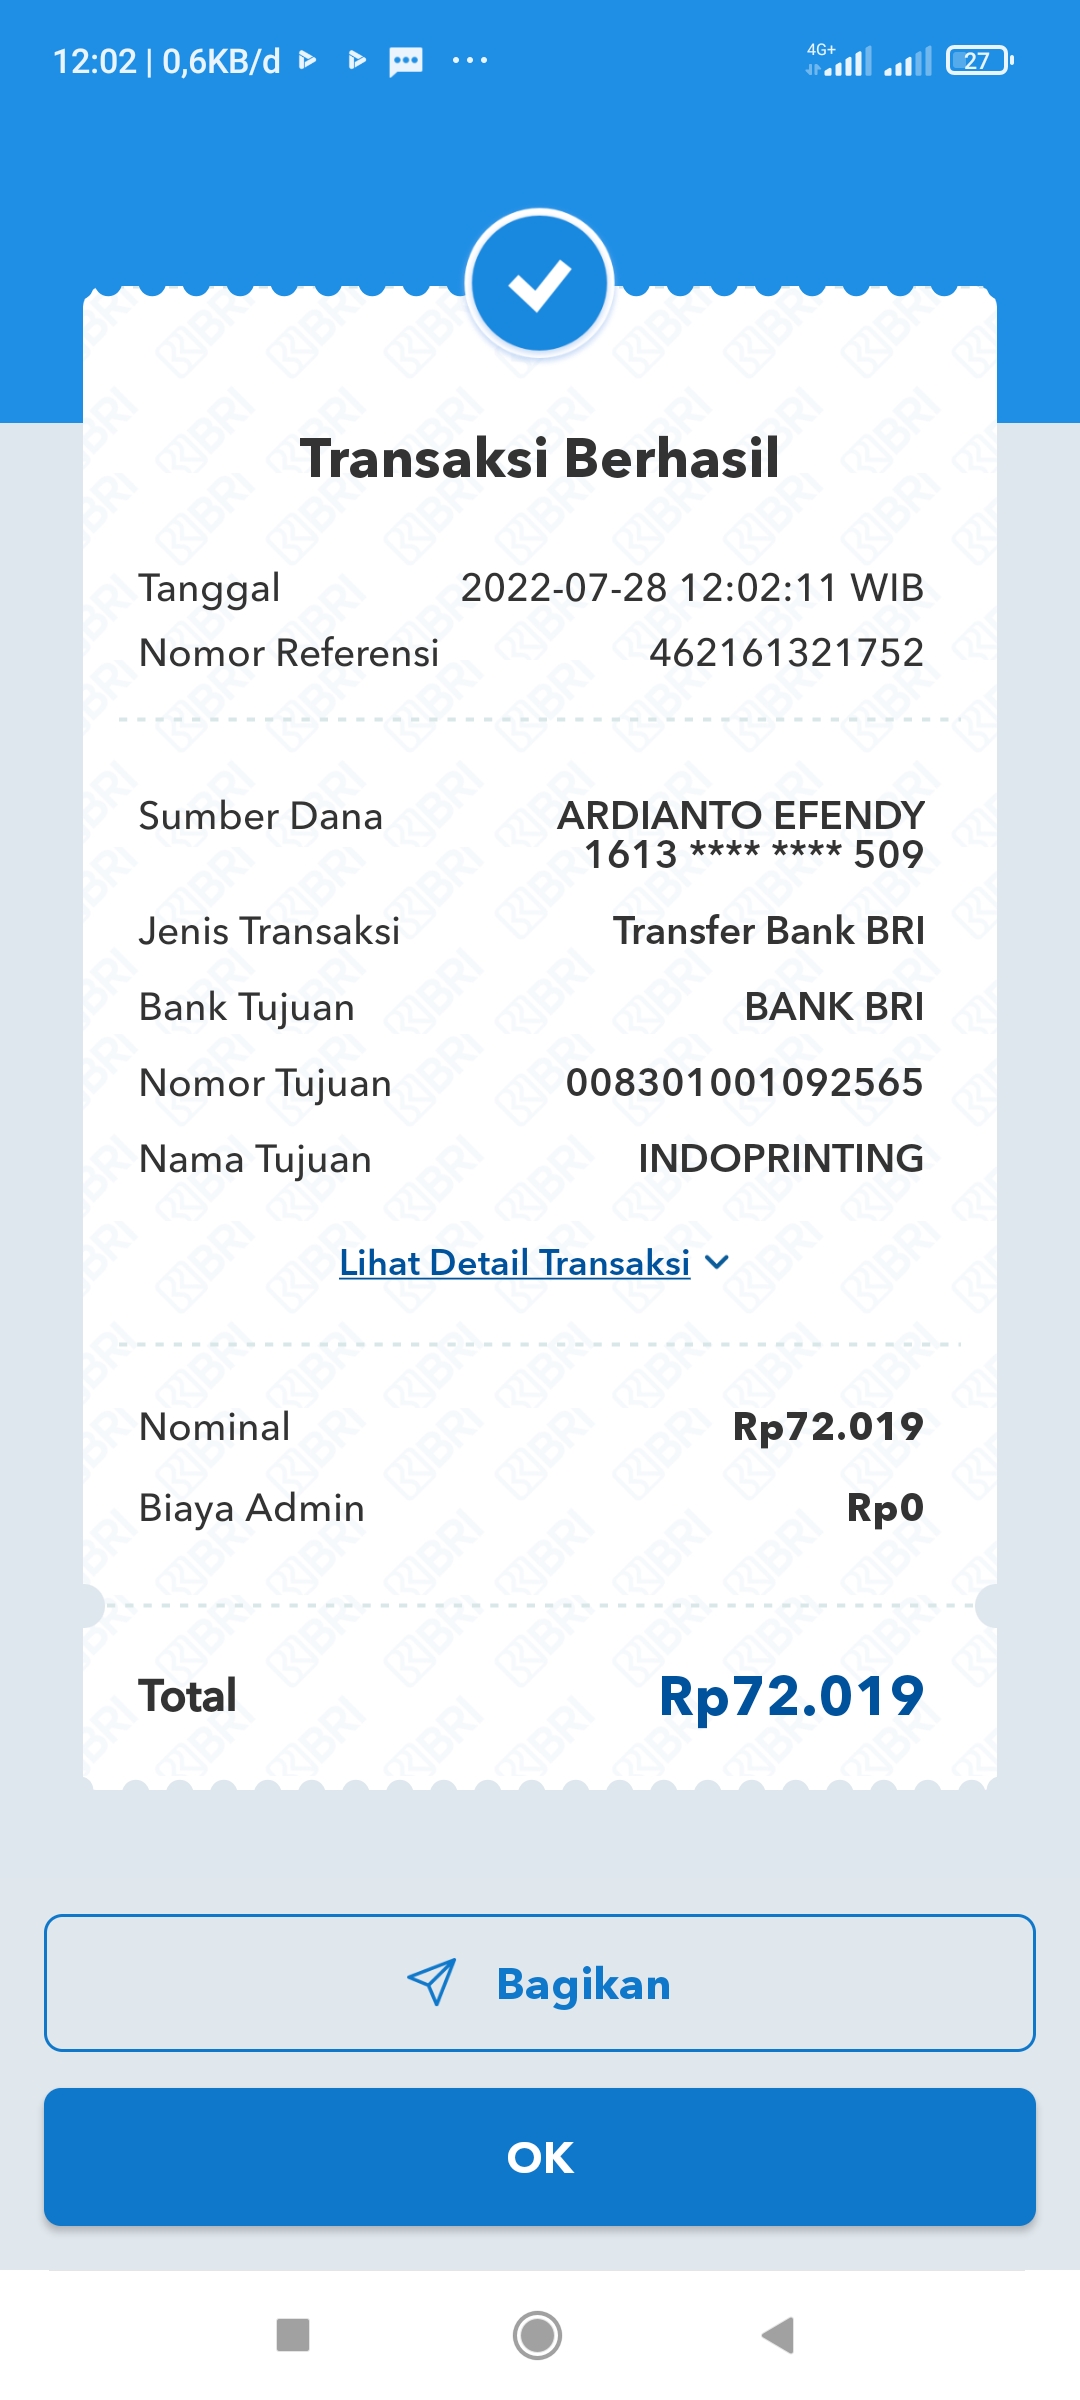 12:02 | 0,6KB/d
4G+
27
Transaksi Berhasil
Tanggal 2022-07-28 12:02:11 WIB
Nomor Referensi 462161321752
Sumber Dana ARDIANTO EFENDY
1613 **** **** 509
Jenis Transaksi Transfer Bank BRI
Bank Tujuan BANK BRI
Nomor Tujuan 008301001092565
Nama Tujuan INDOPRINTING
Lihat Detail Transaksi
Nominal Rp72.019
Biaya Admin Rp0
Total Rp72.019
Bagikan
OK